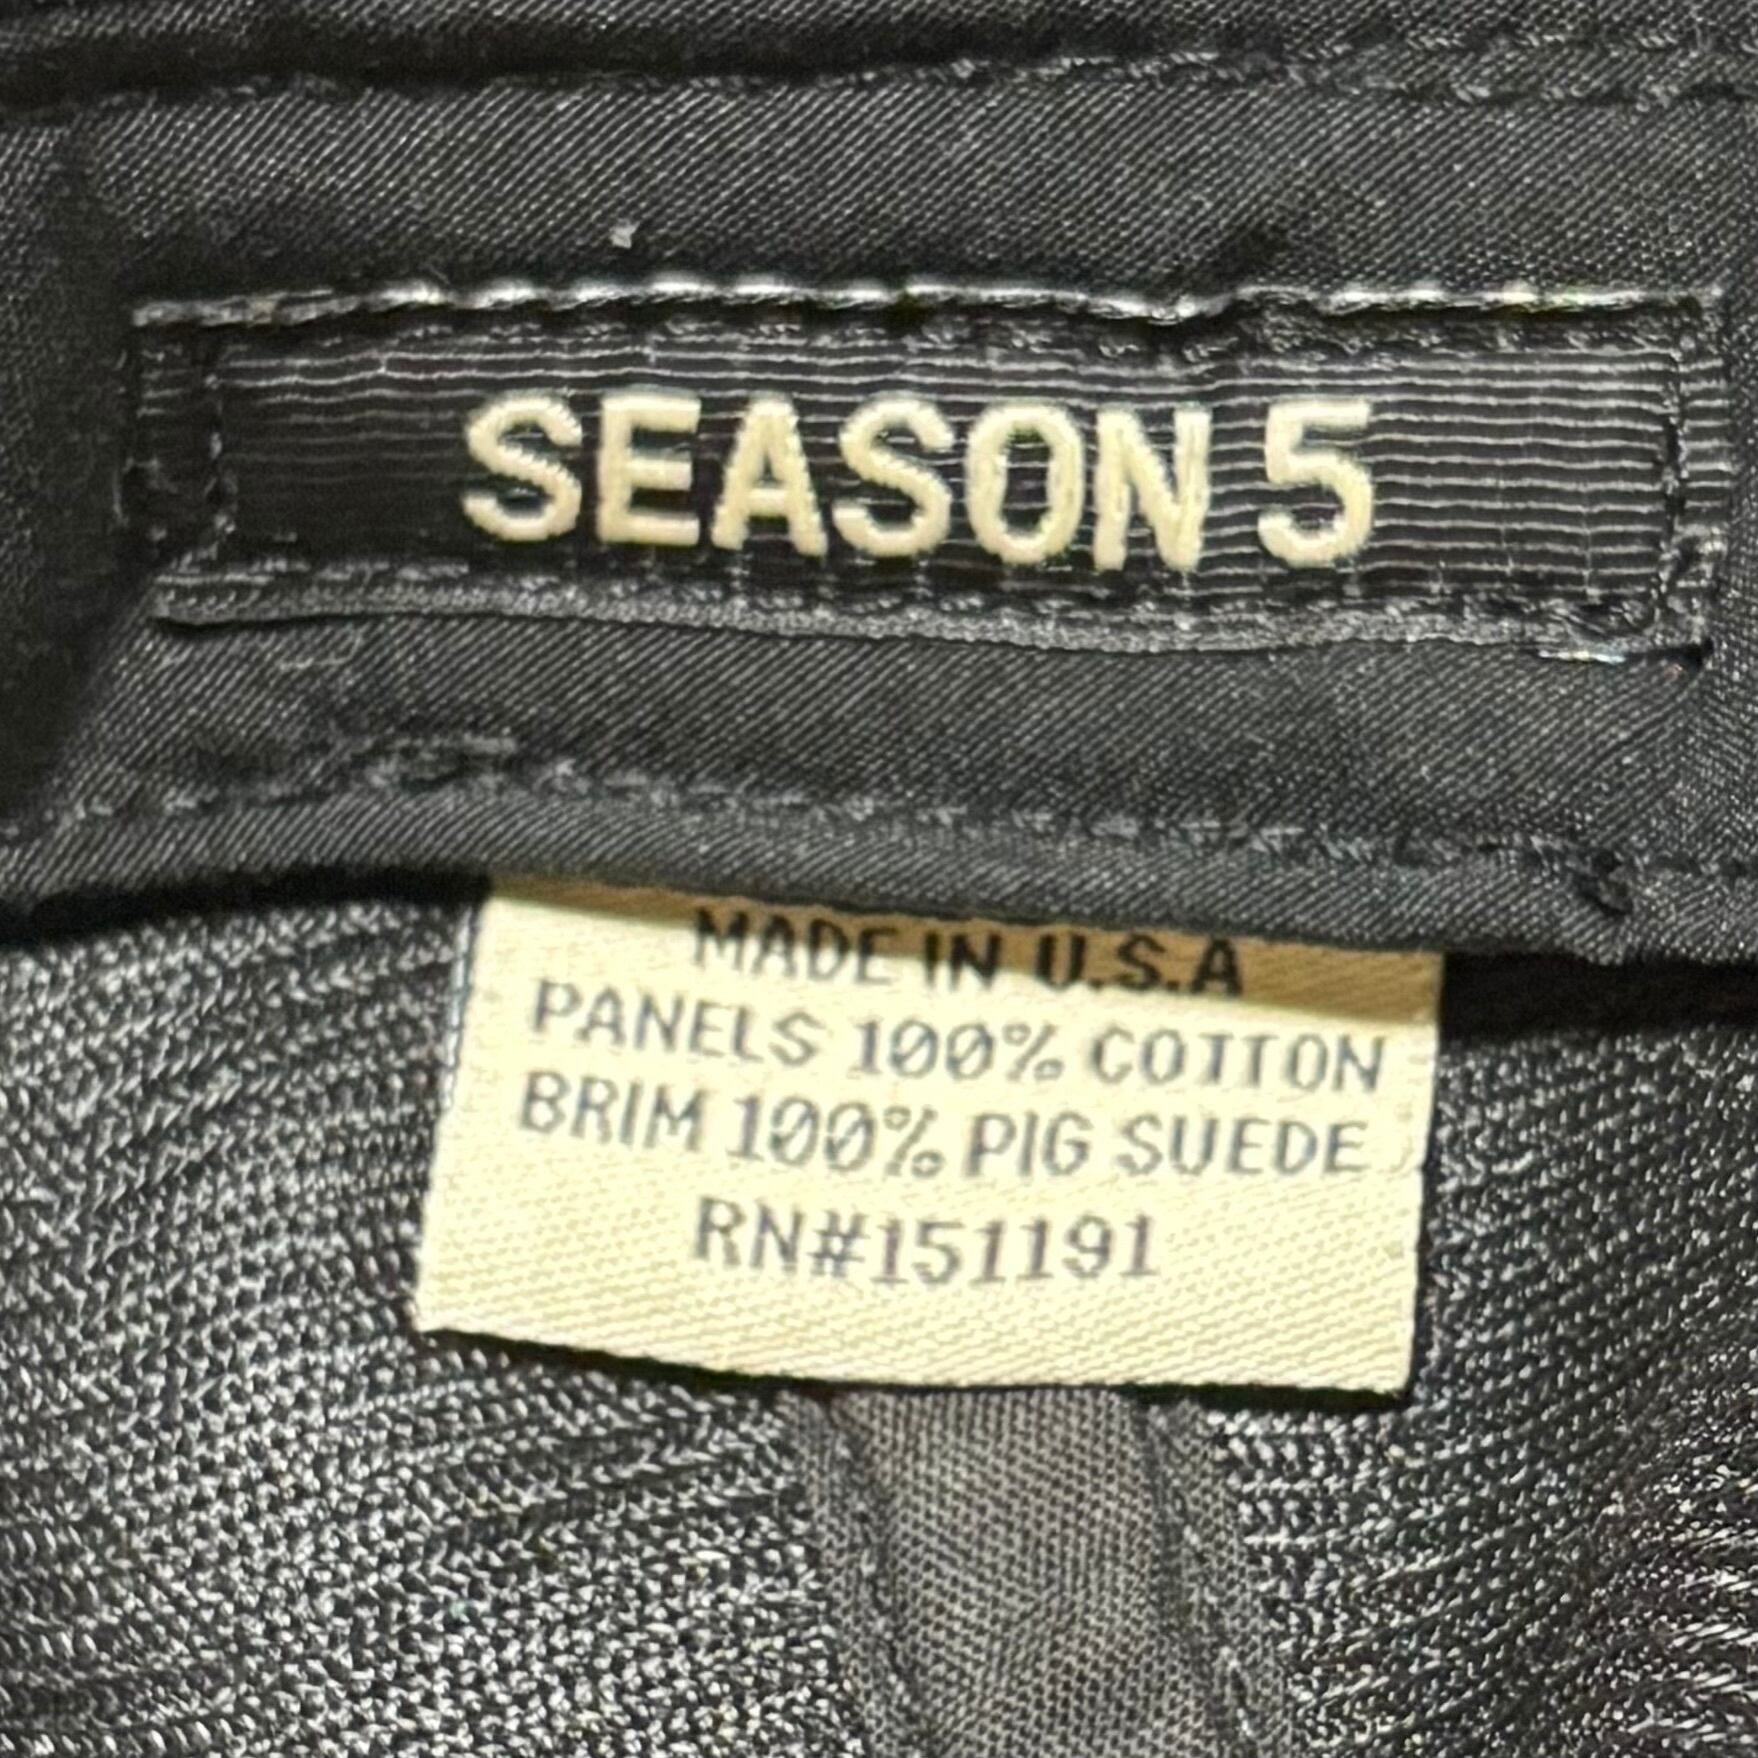 SEASON 5
MADE IN U.S.A
PANELS 100% COTTON
BRIM 100% PIG SUEDE
RN#151191